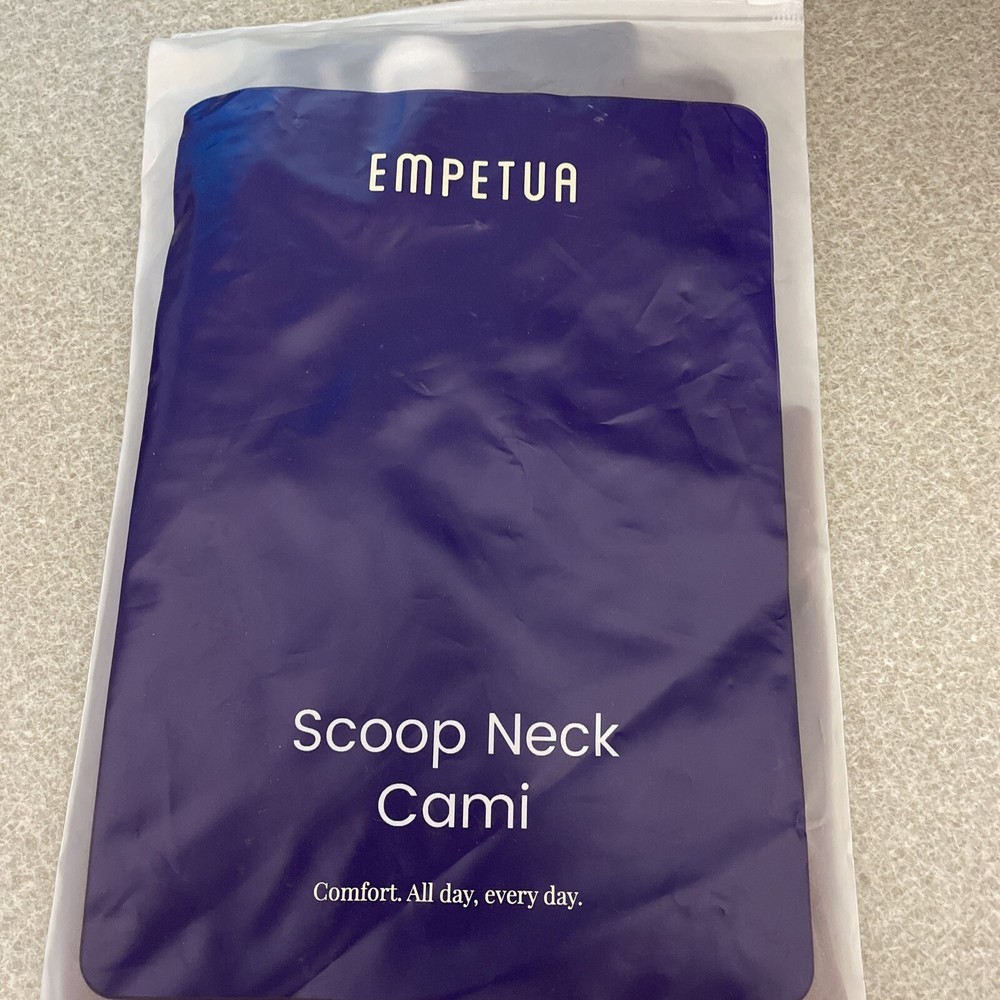 EMPETUA
Scoop Neck
Cami
Comfort. All day, every day.